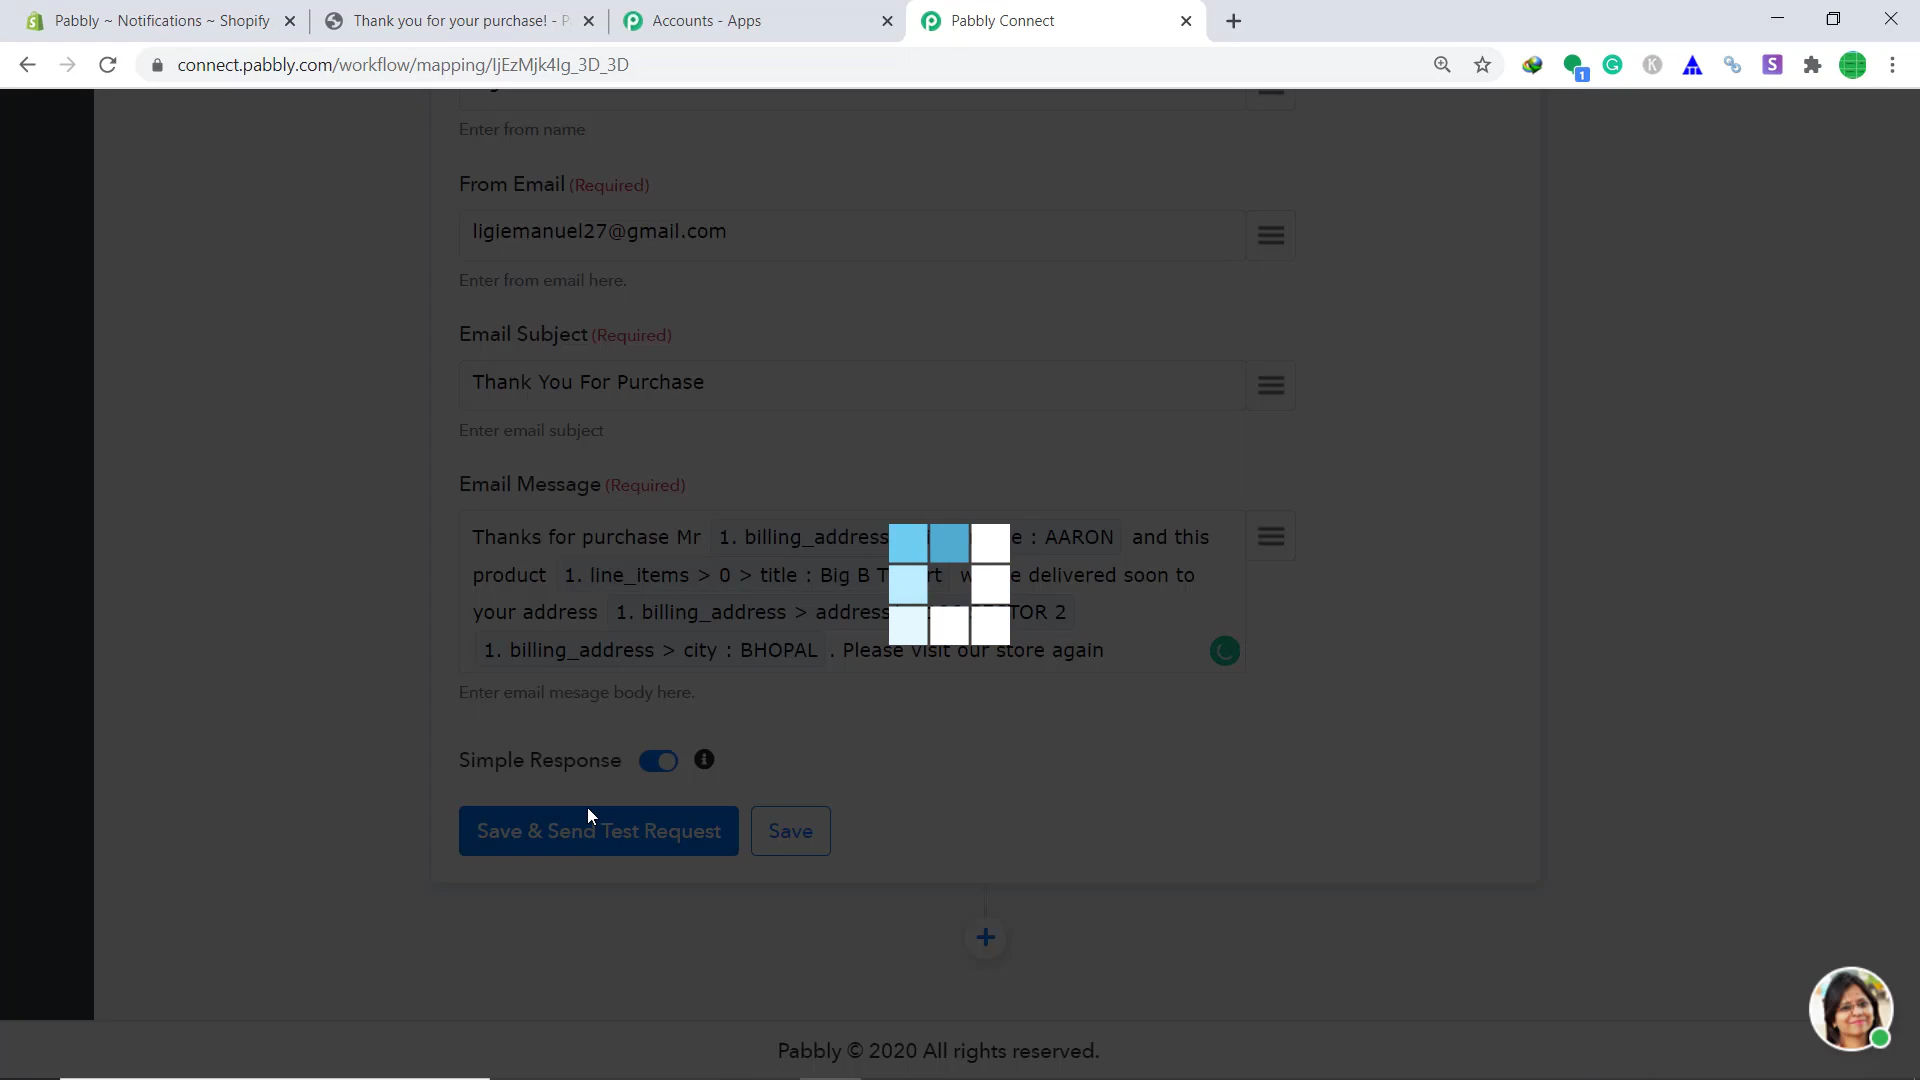 Pabbly ~ Notifications ~ Shopify
Thank you for your purchase! - P
Accounts - Apps
Pabbly Connect
connect.pabbly.com/workflow/mapping/IjEzMjk4Ig_3D_3D
1
Enter from name
From Email (Required)
ligiemanuel27@gmail.com
Enter from email here.
Email Subject (Required)
Thank You For Purchase
Enter email subject
Email Message (Required)
Thanks for purchase Mr 1. billing_address : AARON and this
product 1. line_items > 0 > title : Big B delivered soon to
your address 1. billing_address > 2
1. billing_address > city : BHOPAL . Please visit our store again
Enter email mesage body here.
Simple Response
Save & Send Test Request
Save
Pabbly © 2020 All rights reserved.